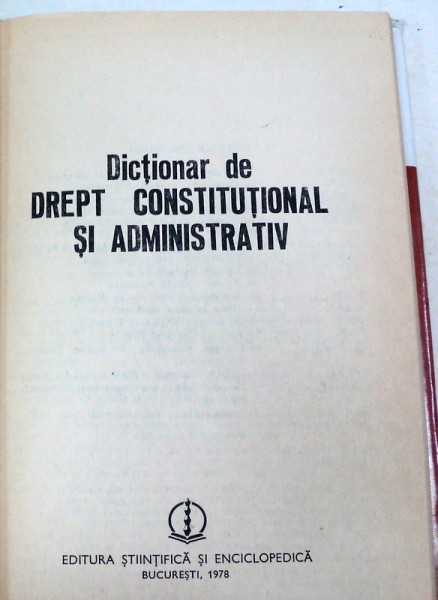 Dicționar de
DREPT CONSTITUȚIONAL
ȘI ADMINISTRATIV
EDITURA ȘTIINȚIFICĂ ȘI ENCICLOPEDICĂ
BUCUREȘTI, 1978